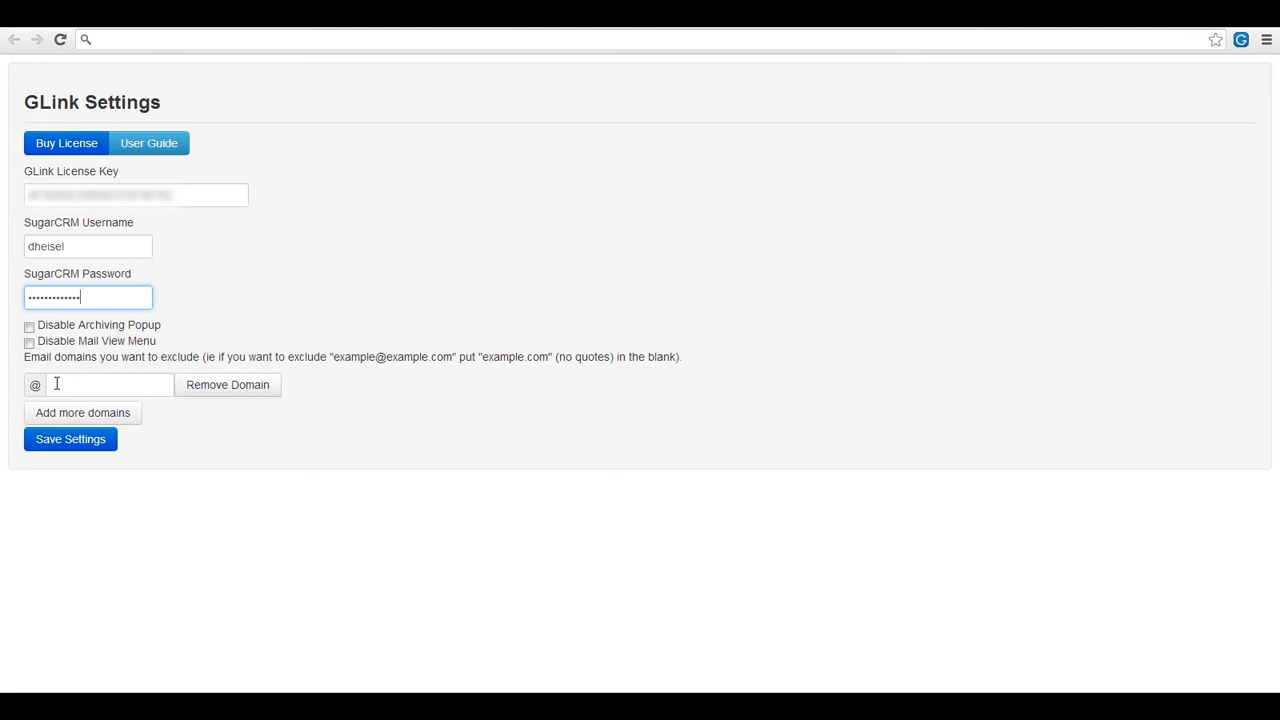 GLink Settings
Buy License User Guide
GLink License Key
SugarCRM Username
dheisel
SugarCRM Password
•••••••••••••
Disable Archiving Popup
Disable Mail View Menu
Email domains you want to exclude (ie if you want to exclude "example@example.com" put "example.com" (no quotes) in the blank).
@ Remove Domain
Add more domains
Save Settings